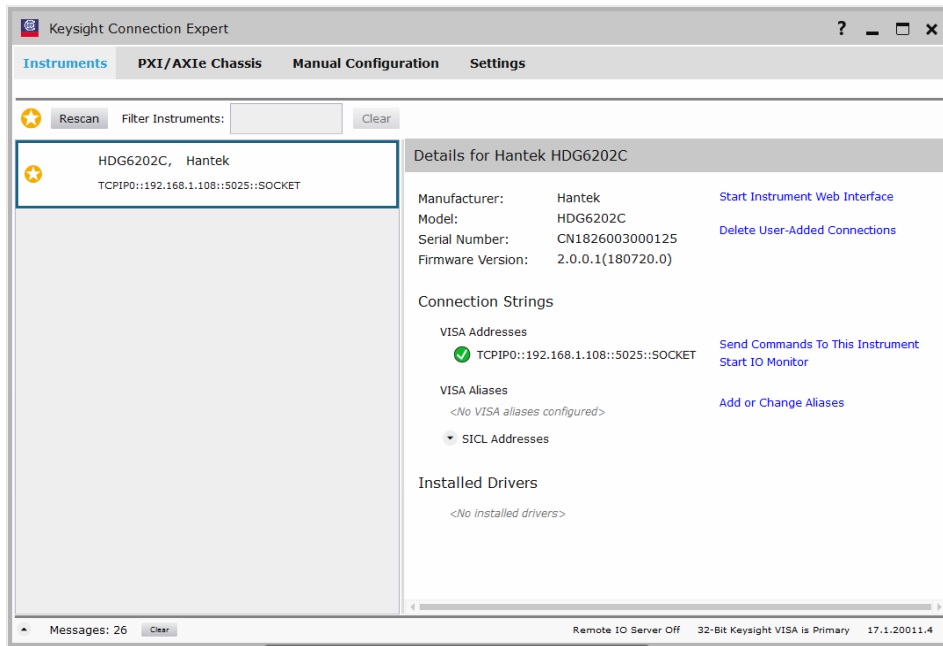 Keysight Connection Expert
?
Instruments PXI/AXIe Chassis Manual Configuration Settings
Rescan Filter Instruments: Clear
HDG6202C, Hantek
TCPIP0::192.168.1.108::5025::SOCKET
Details for Hantek HDG6202C
Manufacturer: Hantek
Start Instrument Web Interface
Model: HDG6202C
Delete User-Added Connections
Serial Number: CN1826003000125
Firmware Version: 2.0.0.1(180720.0)
Connection Strings
VISA Addresses
TCPIP0::192.168.1.108::5025::SOCKET
Send Commands To This Instrument
Start IO Monitor
VISA Aliases
<No VISA aliases configured>
Add or Change Aliases
SICL Addresses
Installed Drivers
<No installed drivers>
Messages: 26 Clear
Remote IO Server Off 32-Bit Keysight VISA is Primary 17.1.20011.4